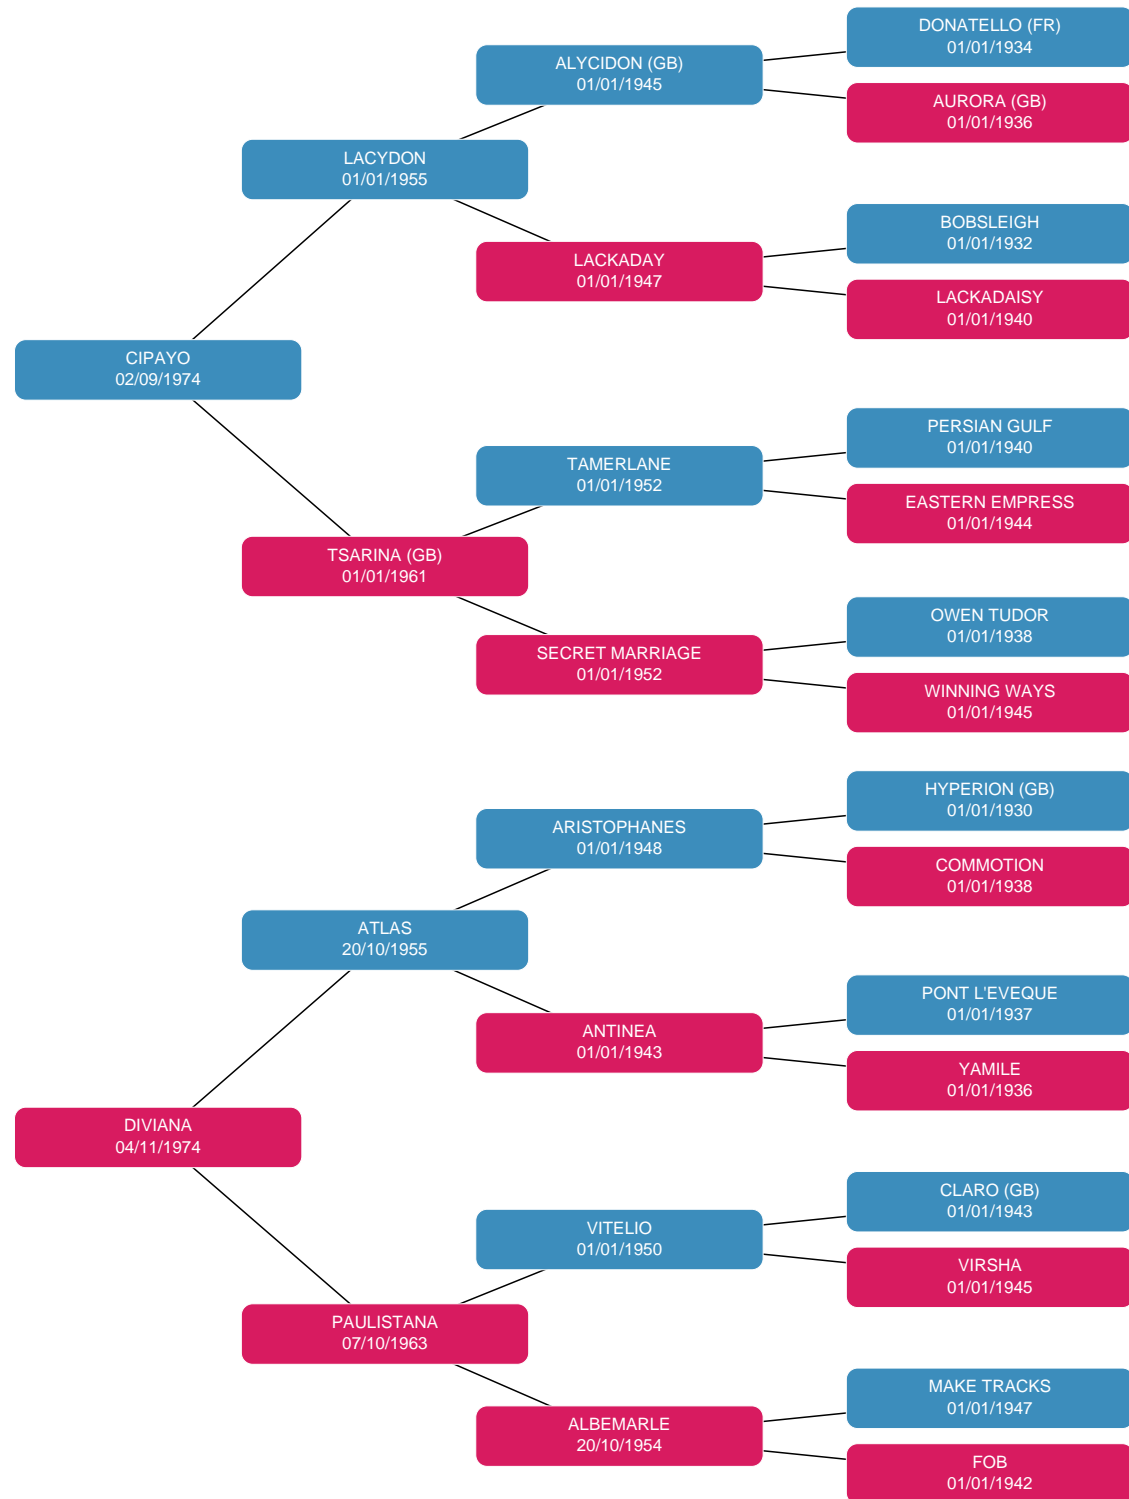 DONATELLO (FR)
01/01/1934
ALYCIDON (GB)
01/01/1945
AURORA (GB)
01/01/1936
LACYDON
01/01/1955
BOBSLEIGH
01/01/1932
LACKADAY
01/01/1947
LACKADAISY
01/01/1940
CIPAYO
02/09/1974
PERSIAN GULF
01/01/1940
TAMERLANE
01/01/1952
EASTERN EMPRESS
01/01/1944
TSARINA (GB)
01/01/1961
OWEN TUDOR
01/01/1938
SECRET MARRIAGE
01/01/1952
WINNING WAYS
01/01/1945
HYPERION (GB)
01/01/1930
ARISTOPHANES
01/01/1948
COMMOTION
01/01/1938
ATLAS
20/10/1955
PONT L'EVEQUE
01/01/1937
ANTINEA
01/01/1943
YAMILE
01/01/1936
DIVIANA
04/11/1974
CLARO (GB)
01/01/1943
VITELIO
01/01/1950
VIRSHA
01/01/1945
PAULISTANA
07/10/1963
MAKE TRACKS
01/01/1947
ALBEMARLE
20/10/1954
FOB
01/01/1942